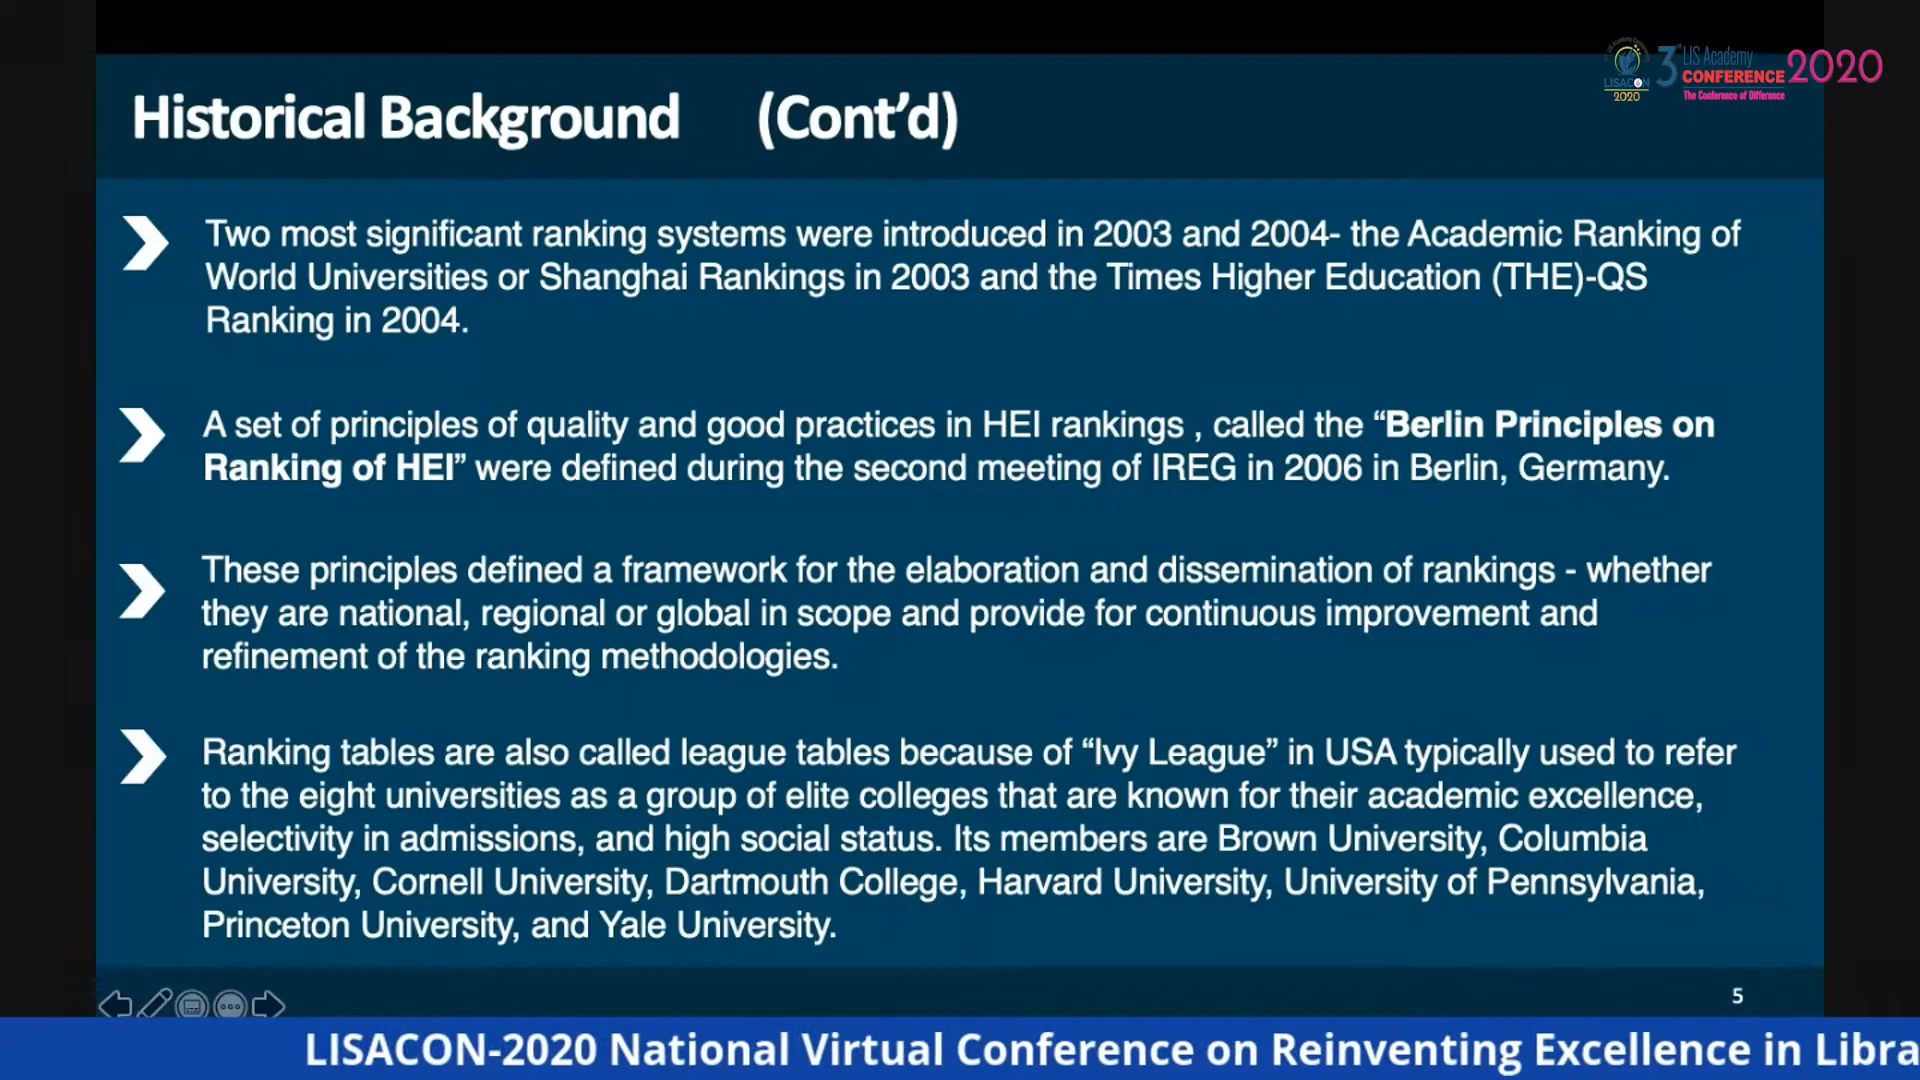 LISACON
2020
3rd LIS Academy
CONFERENCE 2020
The Conference of Difference
Historical Background (Cont’d)
Two most significant ranking systems were introduced in 2003 and 2004- the Academic Ranking of
World Universities or Shanghai Rankings in 2003 and the Times Higher Education (THE)-QS
Ranking in 2004.
A set of principles of quality and good practices in HEI rankings , called the “Berlin Principles on
Ranking of HEI” were defined during the second meeting of IREG in 2006 in Berlin, Germany.
These principles defined a framework for the elaboration and dissemination of rankings - whether
they are national, regional or global in scope and provide for continuous improvement and
refinement of the ranking methodologies.
Ranking tables are also called league tables because of “Ivy League” in USA typically used to refer
to the eight universities as a group of elite colleges that are known for their academic excellence,
selectivity in admissions, and high social status. Its members are Brown University, Columbia
University, Cornell University, Dartmouth College, Harvard University, University of Pennsylvania,
Princeton University, and Yale University.
5
LISACON-2020 National Virtual Conference on Reinventing Excellence in Libra